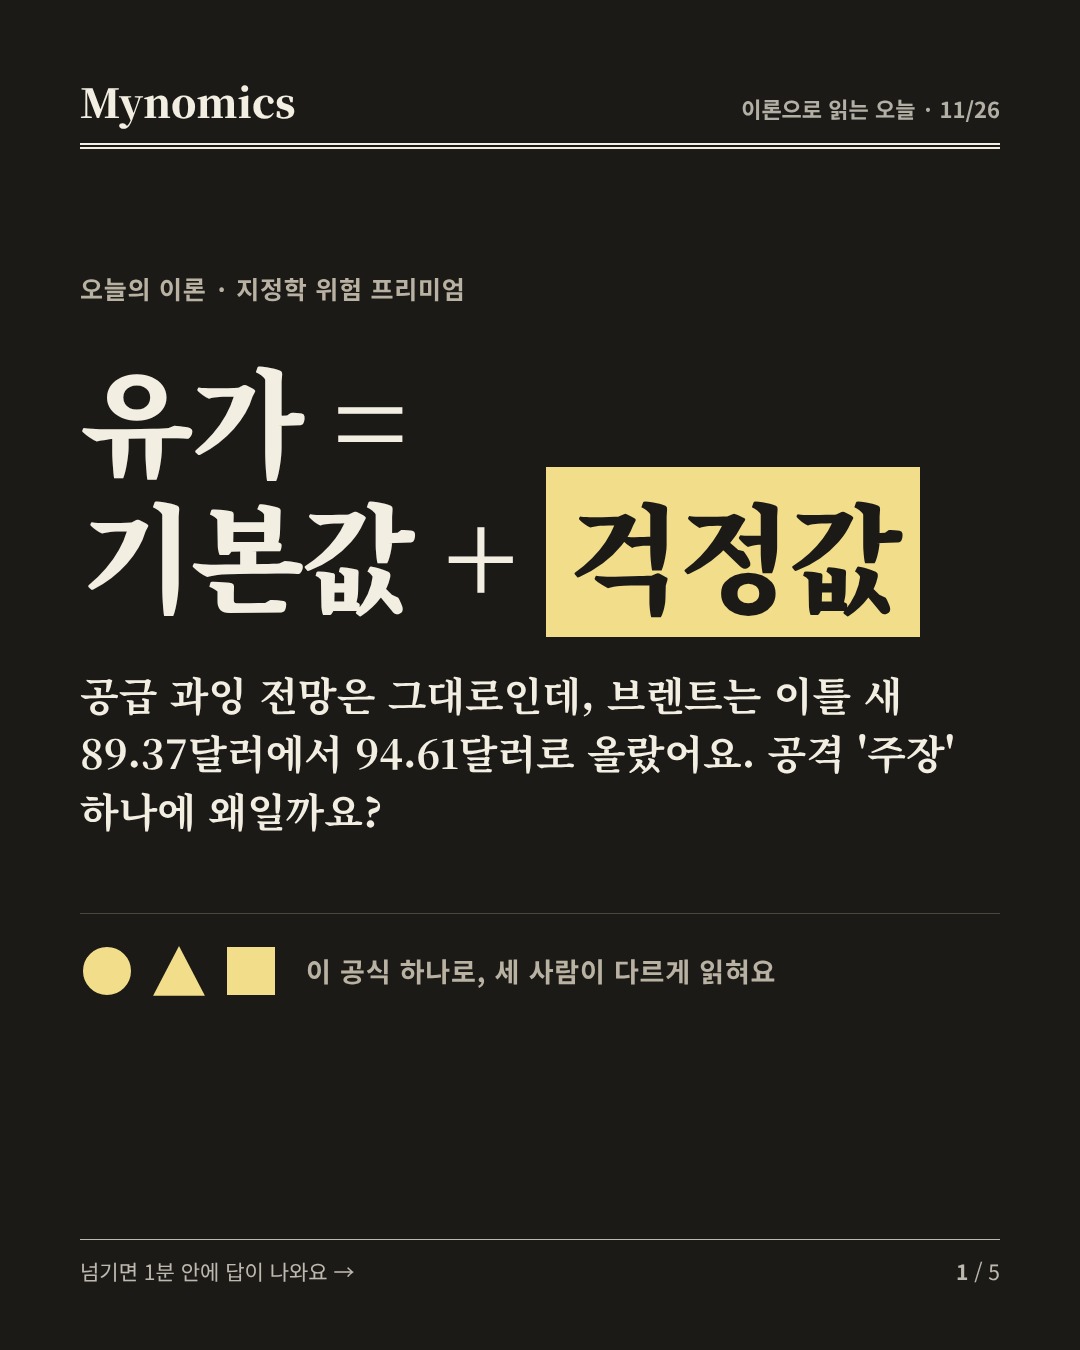 Mynomics
이론으로 읽는 오늘 · 11/26
오늘의 이론 · 지정학 위험 프리미엄
유가 =
기본값 + 걱정값
공급 과잉 전망은 그대로인데, 브렌트는 이틀 새
89.37달러에서 94.61달러로 올랐어요. 공격 '주장'
하나에 왜일까요?
이 공식 하나로, 세 사람이 다르게 읽혀요
넘기면 1분 안에 답이 나와요 →
1 / 5